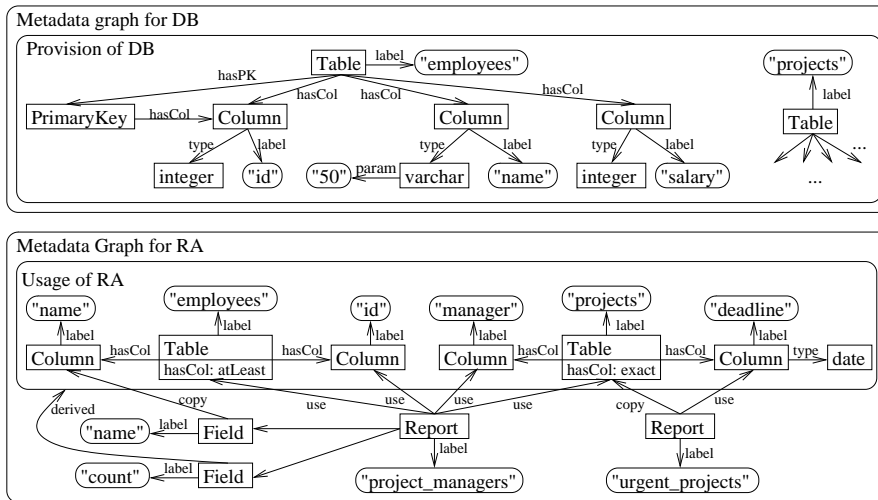 Metadata graph for DB
Provision of DB
Table label "employees"
"projects"
hasPK hasCol hasCol hasCol label
PrimaryKey hasCol Column Column Column Table
type label type label type label ...
integer "id" "50" param varchar "name" integer "salary" ...
Metadata Graph for RA
Usage of RA
"name" "employees" "id" "manager" "projects" "deadline"
label label label label label label
Column hasCol Table hasCol Column Column hasCol Table hasCol Column type date
hasCol: atLeast hasCol: exact
derived copy use use use use copy use
"name" label Field Report Report
"count" label Field label label
"project_managers" "urgent_projects"